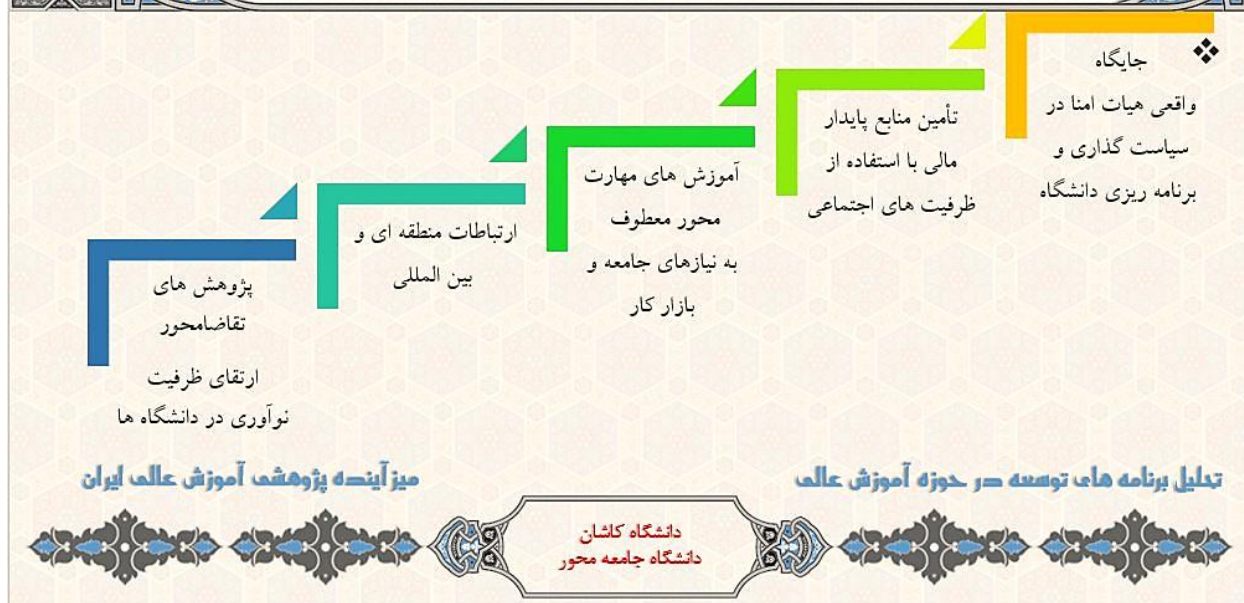 جایگاه
واقعی هیات امنا در
سیاست گذاری و
برنامه ریزی دانشگاه
تأمین منابع پایدار
مالی با استفاده از
ظرفیت های اجتماعی
آموزش های مهارت
محور معطوف
به نیازهای جامعه و
بازار کار
ارتباطات منطقه ای و
بین المللی
پژوهش های
تقاضامحور
ارتقای ظرفیت
نوآوری در دانشگاه ها
تحلیل برنامه های توسعه در حوزه آموزش عالی
میز آینده پژوهشی آموزش عالی ایران
دانشگاه کاشان
دانشگاه جامعه محور